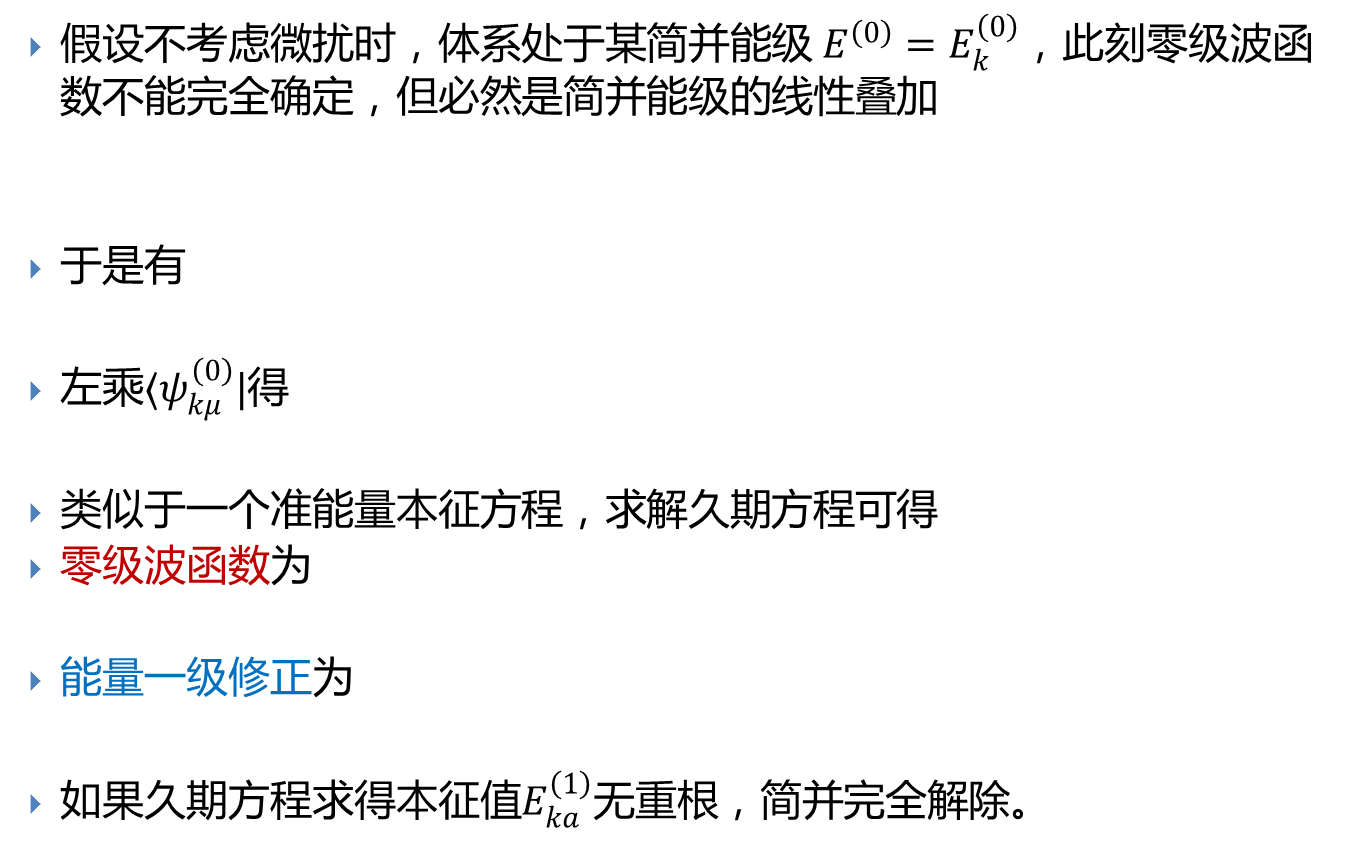 假设不考虑微扰时，体系处于某简并能级 $E^{(0)} = E_k^{(0)}$，此刻零级波函
数不能完全确定，但必然是简并能级的线性叠加
于是有
左乘$\langle\psi_{k\mu}^{(0)}|$得
类似于一个准能量本征方程，求解久期方程可得
零级波函数为
能量一级修正为
如果久期方程求得本征值$E_{ka}^{(1)}$无重根，简并完全解除。